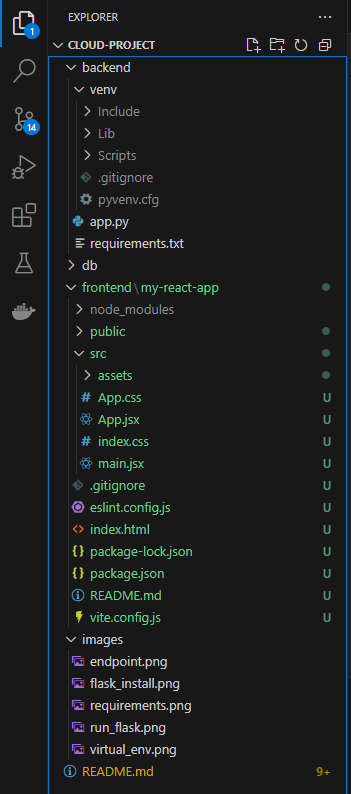 EXPLORER
1
CLOUD-PROJECT
backend
venv
Include
Lib
14
Scripts
.gitignore
pyvenv.cfg
app.py
requirements.txt
db
frontend\my-react-app
node_modules
public
src
assets
# App.css U
App.jsx U
# index.css U
main.jsx U
.gitignore U
eslint.config.js U
<> index.html U
{} package-lock.json U
{} package.json U
README.md U
vite.config.js U
images
endpoint.png
flask_install.png
requirements.png
run_flask.png
virtual_env.png
README.md 9+